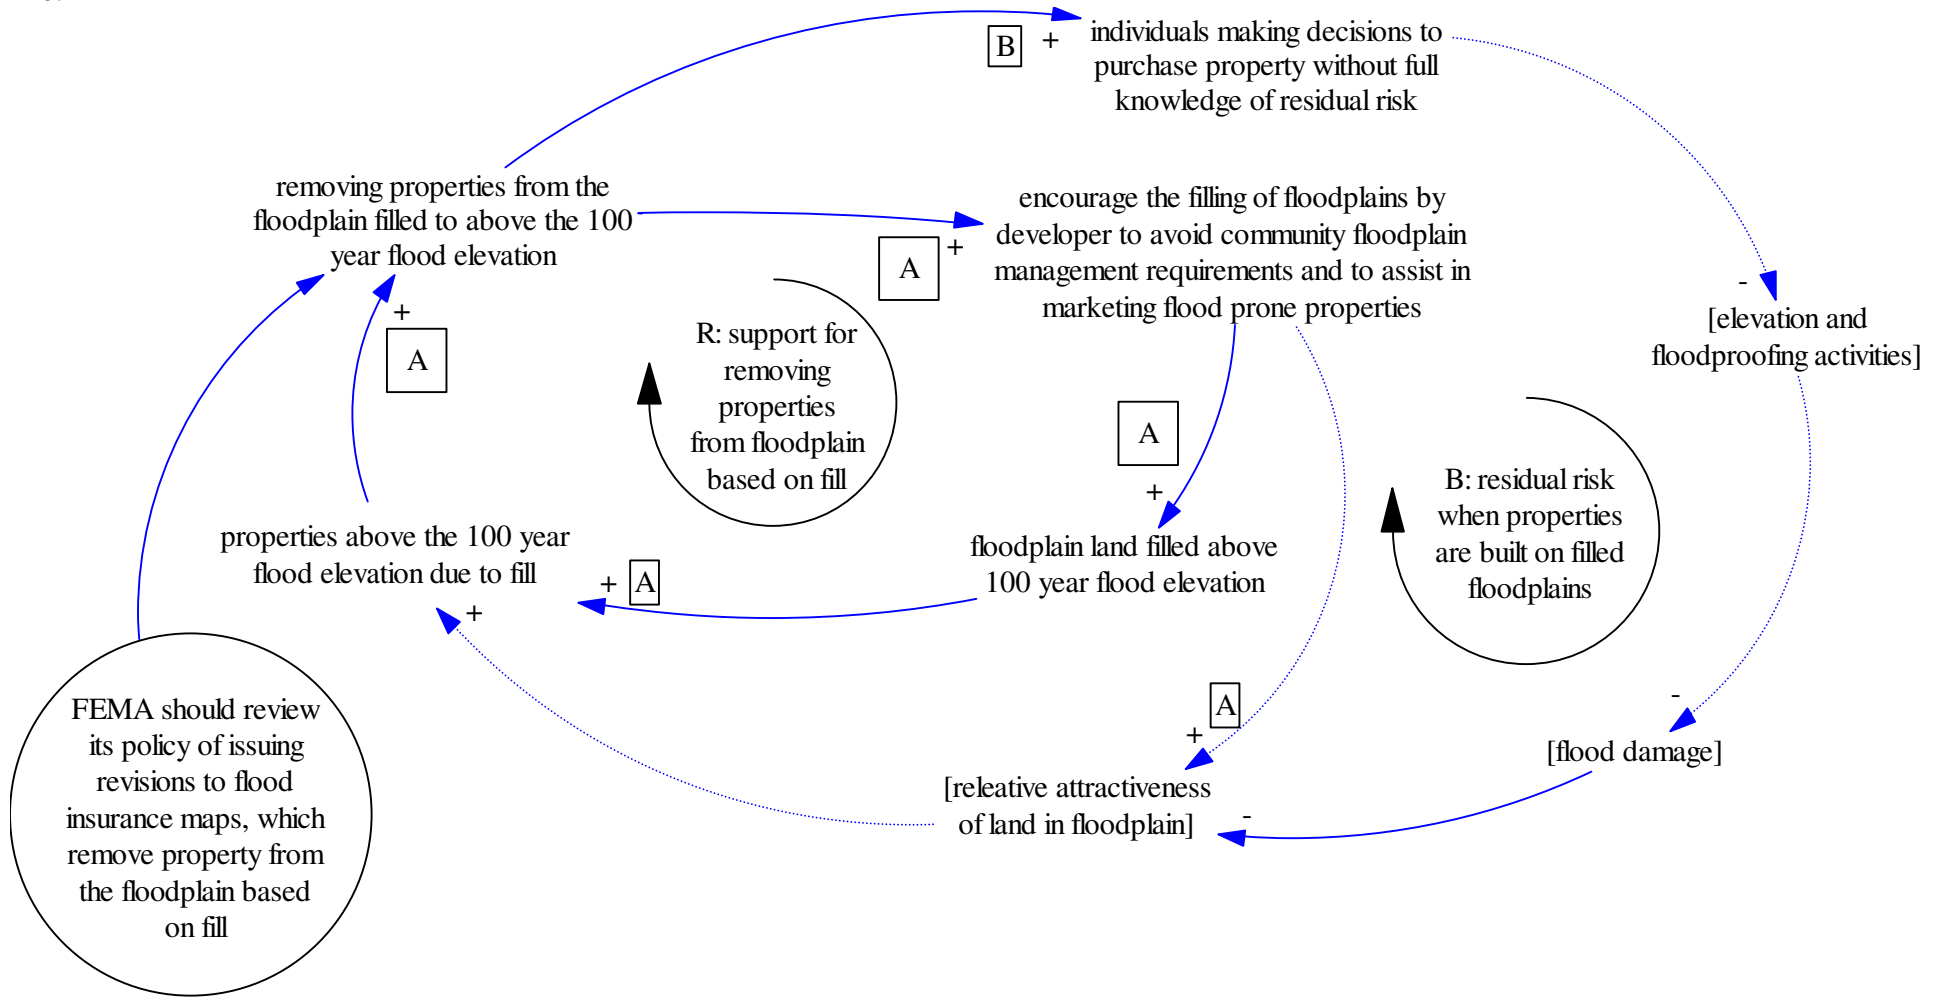 individuals making decisions to
purchase property without full
knowledge of residual risk
B
+
removing properties from the
floodplain filled to above the 100
year flood elevation
encourage the filling of floodplains by
developer to avoid community floodplain
management requirements and to assist in
marketing flood prone properties
A
+
-
[elevation and
floodproofing activities]
+
A
R: support for
removing
properties
from floodplain
based on fill
A
+
B: residual risk
when properties
are built on filled
floodplains
properties above the 100 year
flood elevation due to fill
floodplain land filled above
100 year flood elevation
+ A
+
FEMA should review
its policy of issuing
revisions to flood
insurance maps, which
remove property from
the floodplain based
on fill
A
+
-
[flood damage]
[releative attractiveness
of land in floodplain]
-